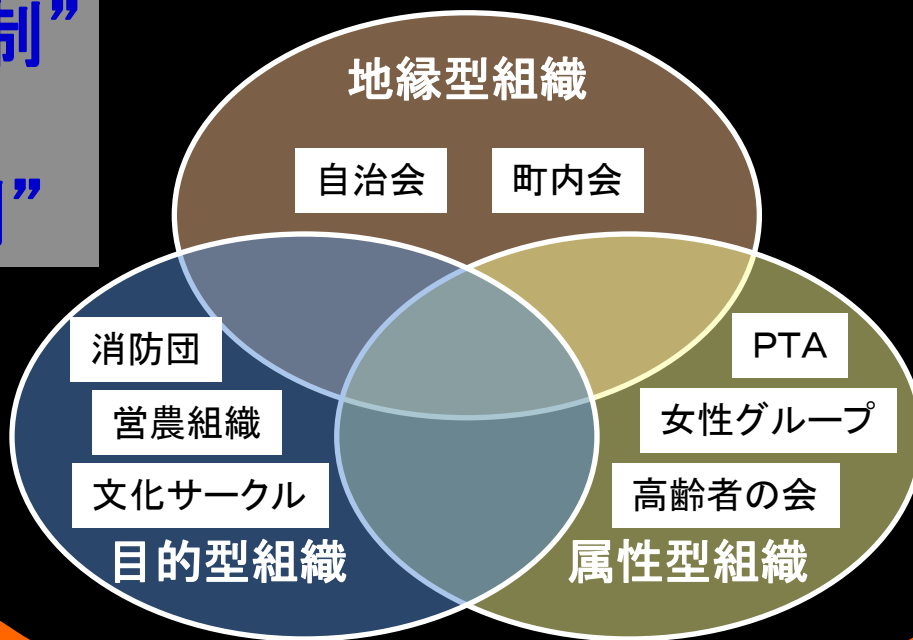 制”
”
地縁型組織
自治会 町内会
消防団
営農組織
文化サークル
目的型組織
PTA
女性グループ
高齢者の会
属性型組織